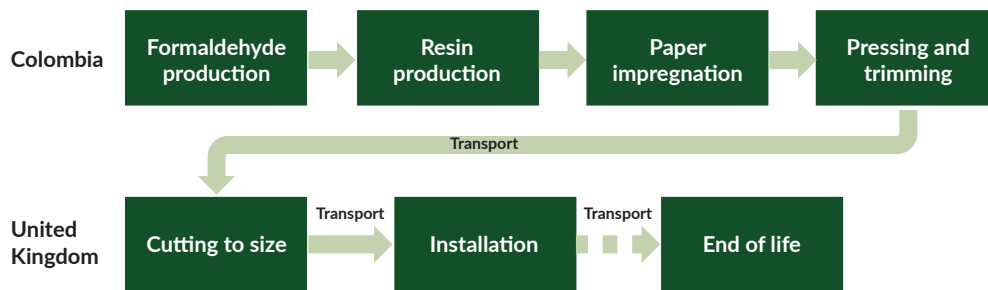 Colombia
Formaldehyde
production
Resin
production
Paper
impregnation
Pressing and
trimming
Transport
United
Kingdom
Cutting to size
Transport
Installation
Transport
End of life